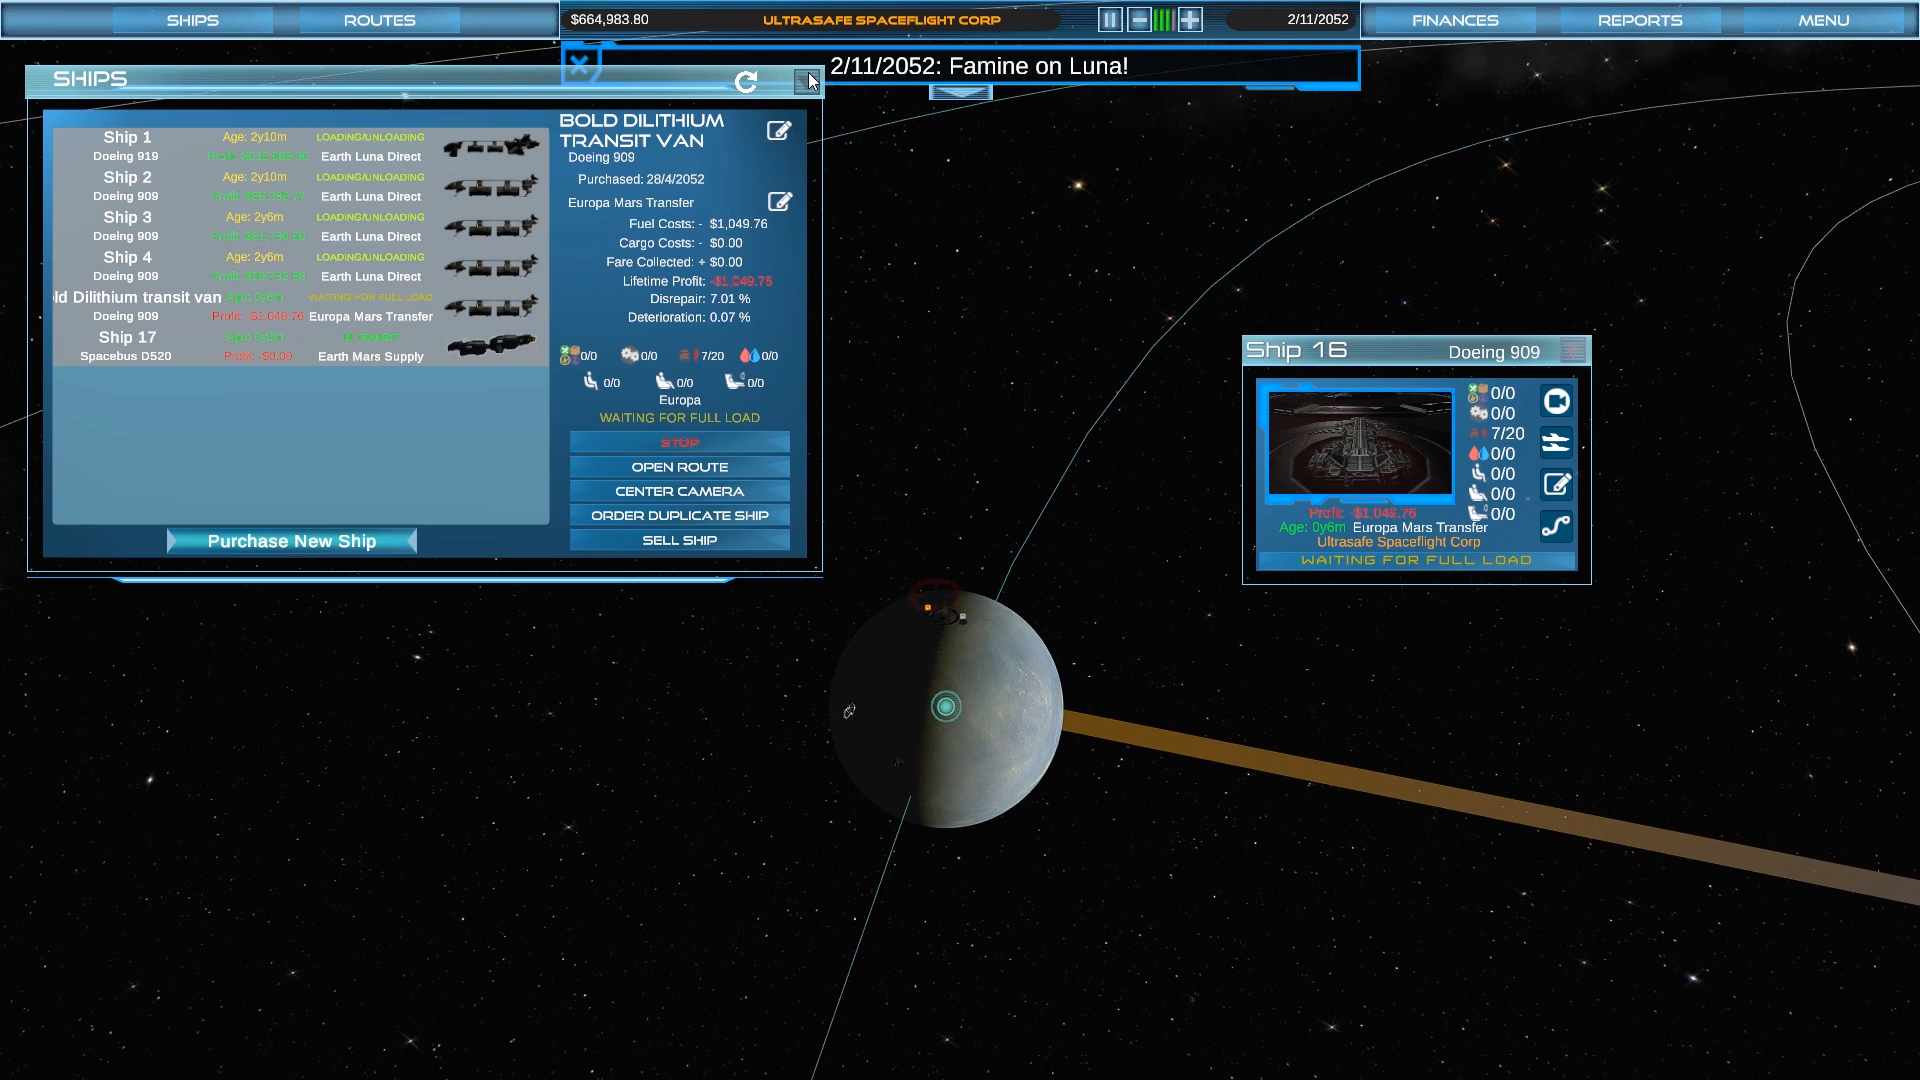 SHIPS
ROUTES
$664,983.80
ULTRASAFE SPACEFLIGHT CORP
2/11/2052
FINANCES
REPORTS
MENU
2/11/2052: Famine on Luna!
SHIPS
Ship 1
Age: 2y10m
LOADING/UNLOADING
Doeing 919
Earth Luna Direct
Ship 2
Age: 2y10m
LOADING/UNLOADING
Doeing 909
Earth Luna Direct
Ship 3
Age: 2y6m
LOADING/UNLOADING
Doeing 909
Earth Luna Direct
Ship 4
Age: 2y6m
LOADING/UNLOADING
Doeing 909
Earth Luna Direct
ld Dilithium transit van
Age: 0y6m
WAITING FOR FULL LOAD
Doeing 909
Profit: -$1,049.76
Europa Mars Transfer
Ship 17
Spacebus D520
Profit: $0.00
Earth Mars Supply
Purchase New Ship
BOLD DILITHIUM
TRANSIT VAN
Doeing 909
Purchased: 28/4/2052
Europa Mars Transfer
Fuel Costs: - $1,049.76
Cargo Costs: - $0.00
Fare Collected: + $0.00
Lifetime Profit: -$1,049.76
Disrepair: 7.01 %
Deterioration: 0.07 %
0/0 0/0 7/20 0/0
0/0 0/0 0/0
Europa
WAITING FOR FULL LOAD
STOP
OPEN ROUTE
CENTER CAMERA
ORDER DUPLICATE SHIP
SELL SHIP
Ship 16
Doeing 909
0/0
0/0
7/20
0/0
0/0
0/0
0/0
Profit: -$1,049.76
Age: 0y6m Europa Mars Transfer
Ultrasafe Spaceflight Corp
WAITING FOR FULL LOAD